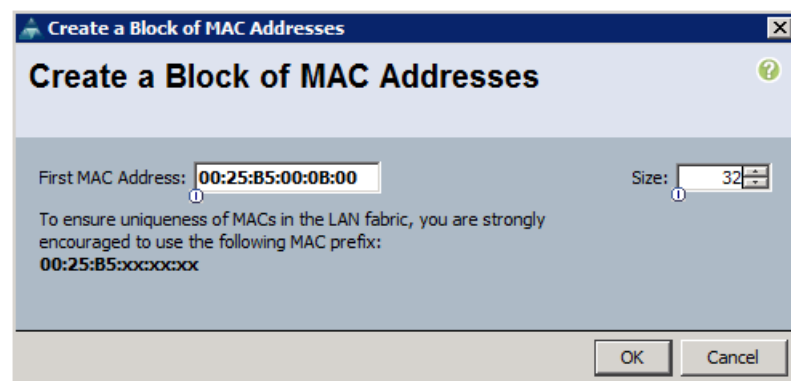 Create a Block of MAC Addresses
Create a Block of MAC Addresses
First MAC Address: 00:25:B5:00:0B:00 Size: 32
To ensure uniqueness of MACs in the LAN fabric, you are strongly
encouraged to use the following MAC prefix:
00:25:B5:xx:xx:xx
OK Cancel